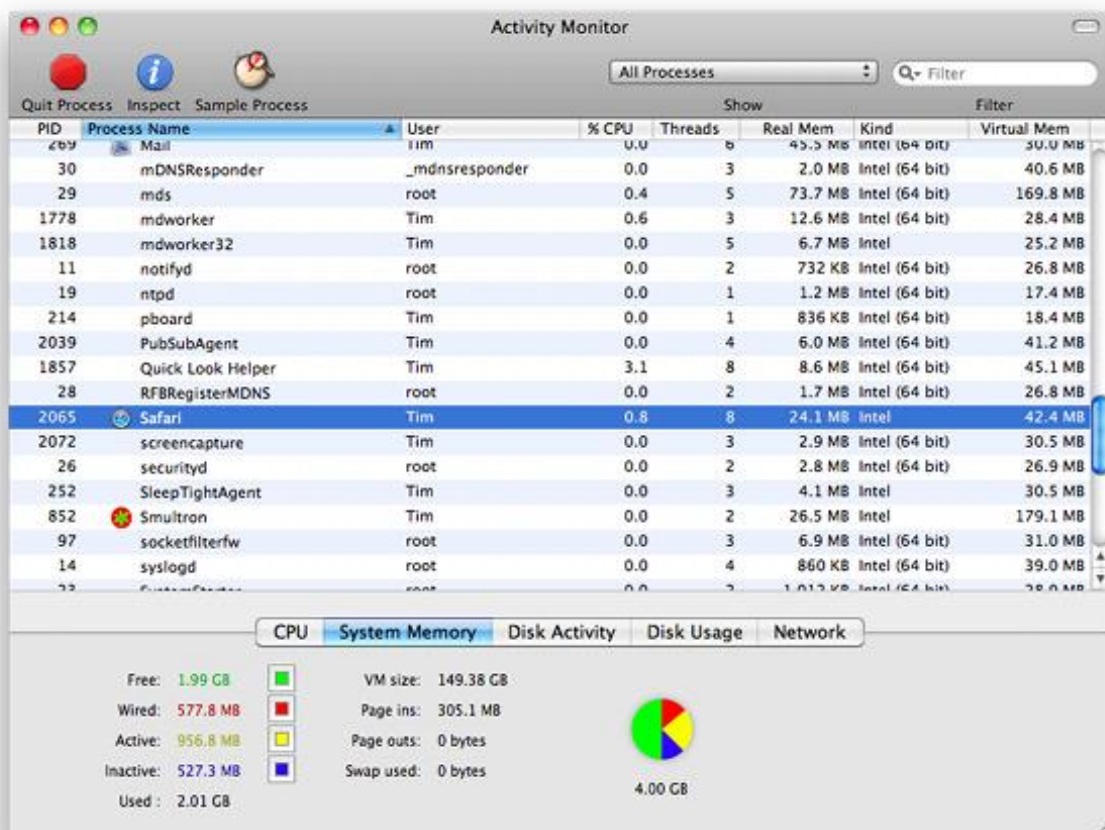 Activity Monitor
All Processes
Filter
Quit Process Inspect Sample Process Show Filter
PID Process Name User % CPU Threads Real Mem Kind Virtual Mem
269 Mail Tim 0.0 6 45.5 MB Intel (64 bit) 30.0 MB
30 mDNSResponder _mdnsresponder 0.0 3 2.0 MB Intel (64 bit) 40.6 MB
29 mds root 0.4 5 73.7 MB Intel (64 bit) 169.8 MB
1778 mdworker Tim 0.6 3 12.6 MB Intel (64 bit) 28.4 MB
1818 mdworker32 Tim 0.0 5 6.7 MB Intel 25.2 MB
11 notifyd root 0.0 2 732 KB Intel (64 bit) 26.8 MB
19 ntpd root 0.0 1 1.2 MB Intel (64 bit) 17.4 MB
214 pboard Tim 0.0 1 836 KB Intel (64 bit) 18.4 MB
2039 PubSubAgent Tim 0.0 4 6.0 MB Intel (64 bit) 41.2 MB
1857 Quick Look Helper Tim 3.1 8 8.6 MB Intel (64 bit) 45.1 MB
28 RFBRegisterMDNS root 0.0 2 1.7 MB Intel (64 bit) 26.8 MB
2065 Safari Tim 0.8 8 24.1 MB Intel 42.4 MB
2072 screencapture Tim 0.0 3 2.9 MB Intel (64 bit) 30.5 MB
26 securityd root 0.0 2 2.8 MB Intel (64 bit) 26.9 MB
252 SleepTightAgent Tim 0.0 3 4.1 MB Intel 30.5 MB
852 Smultron Tim 0.0 2 26.5 MB Intel 179.1 MB
97 socketfilterfw root 0.0 3 6.9 MB Intel (64 bit) 31.0 MB
14 syslogd root 0.0 4 860 KB Intel (64 bit) 39.0 MB
CPU System Memory Disk Activity Disk Usage Network
Free: 1.99 GB VM size: 149.38 GB
Wired: 577.8 MB Page ins: 305.1 MB
Active: 956.8 MB Page outs: 0 bytes
Inactive: 527.3 MB Swap used: 0 bytes
Used : 2.01 GB
4.00 GB